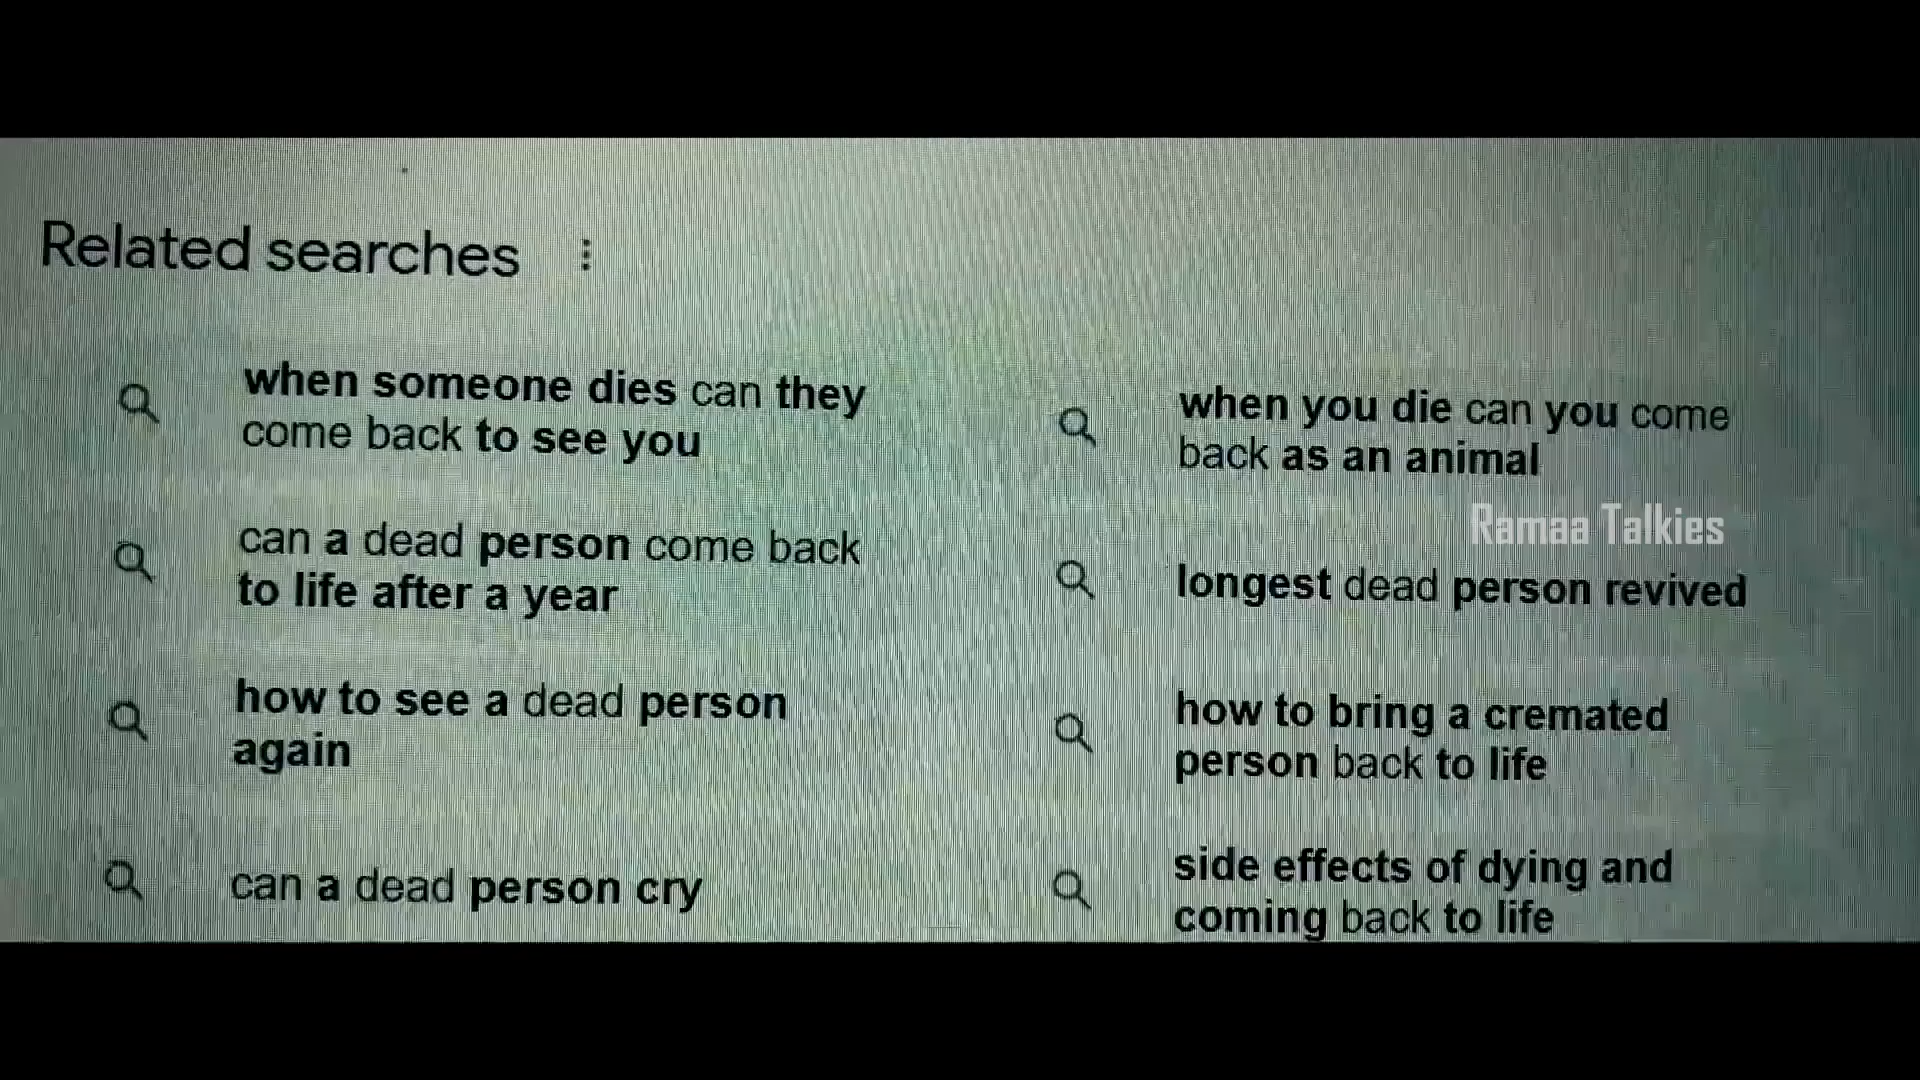 Related searches
when someone dies can they
come back to see you
can a dead person come back
to life after a year
how to see a dead person
again
can a dead person cry
when you die can you come
back as an animal
Ramaa Talkies
longest dead person revived
how to bring a cremated
person back to life
side effects of dying and
coming back to life